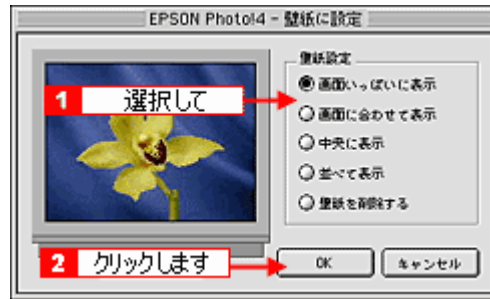 EPSON Photo!4 - 壁紙に設定
壁紙設定
画面いっぱいに表示
1 選択して
画面に合わせて表示
中央に表示
並べて表示
壁紙を削除する
2 クリックします
OK
キャンセル